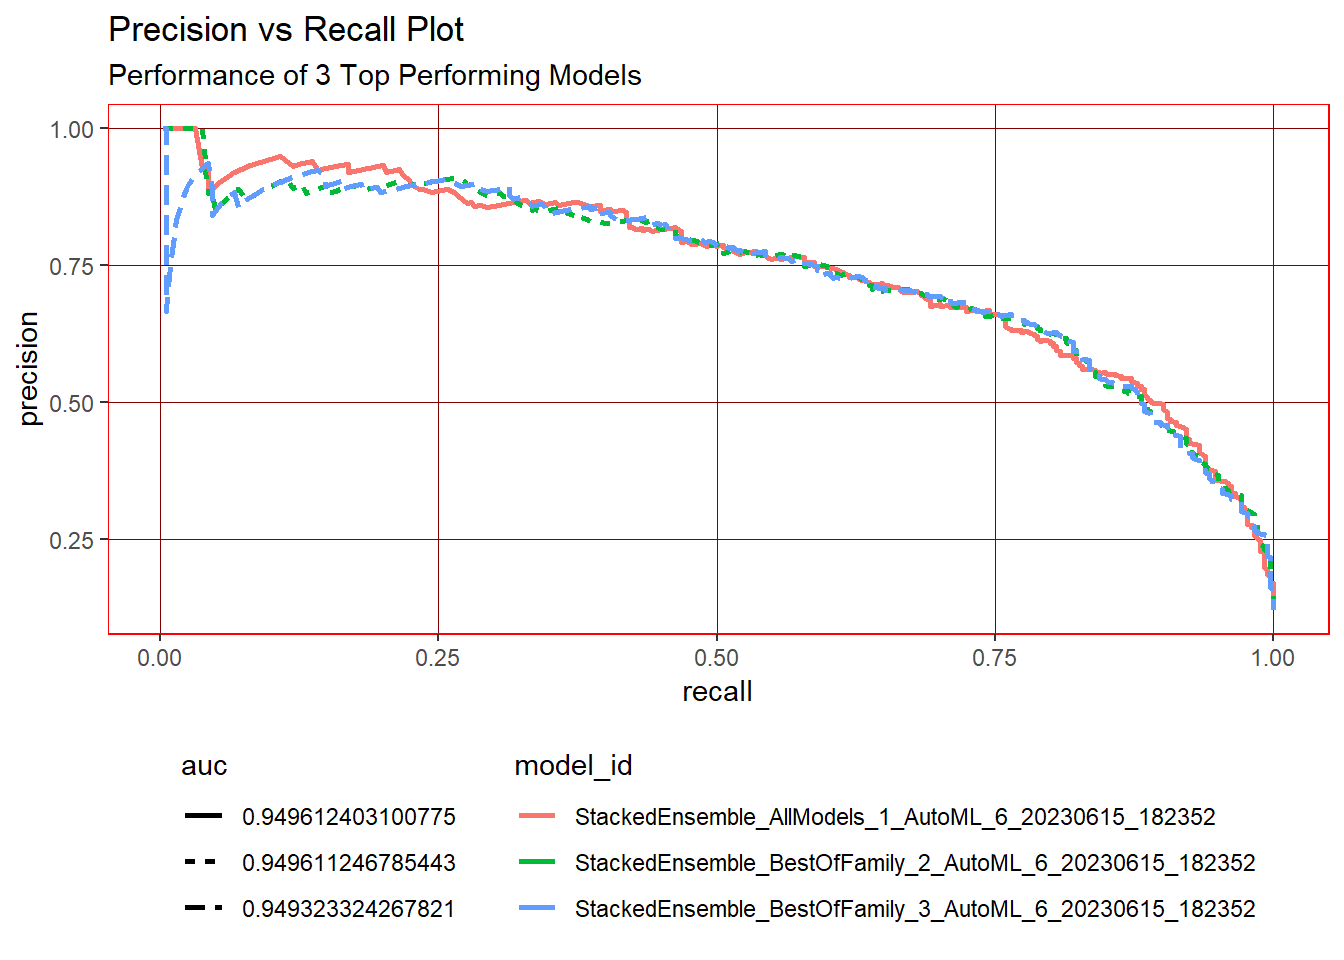 Precision vs Recall Plot
Performance of 3 Top Performing Models
precision
1.00
0.75
0.50
0.25
0.00 0.25 0.50 0.75 1.00
recall
auc model_id
0.949612403100775 StackedEnsemble_AllModels_1_AutoML_6_20230615_182352
0.949611246785443 StackedEnsemble_BestOfFamily_2_AutoML_6_20230615_182352
0.949323324267821 StackedEnsemble_BestOfFamily_3_AutoML_6_20230615_182352